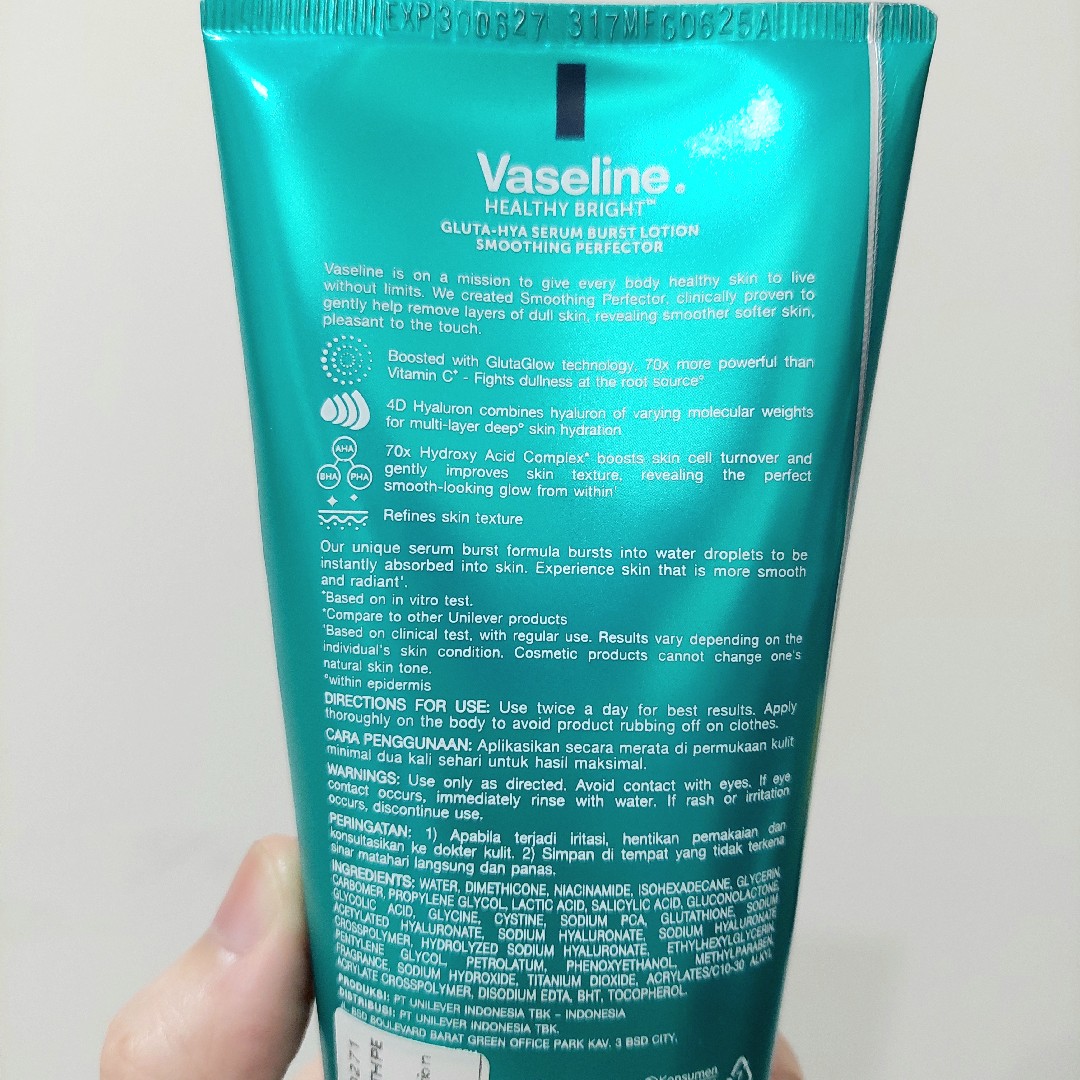 EXP300627 317MFG0625A
Vaseline.
HEALTHY BRIGHT™
GLUTA-HYA SERUM BURST LOTION
SMOOTHING PERFECTOR
Vaseline is on a mission to give every body healthy skin to live
without limits. We created Smoothing Perfector, clinically proven to
gently help remove layers of dull skin, revealing smoother softer skin,
pleasant to the touch.
Boosted with GlutaGlow technology, 70x more powerful than
Vitamin C* - Fights dullness at the root source°
4D Hyaluron combines hyaluron of varying molecular weights
for multi-layer deep° skin hydration
AHA
BHA PHA
70x Hydroxy Acid Complex^ boosts skin cell turnover and
gently improves skin texture, revealing the perfect
smooth-looking glow from within'
Refines skin texture
Our unique serum burst formula bursts into water droplets to be
instantly absorbed into skin. Experience skin that is more smooth
and radiant'.
*Based on in vitro test.
^Compare to other Unilever products
'Based on clinical test, with regular use. Results vary depending on the
individual's skin condition. Cosmetic products cannot change one's
natural skin tone.
°within epidermis
DIRECTIONS FOR USE: Use twice a day for best results. Apply
thoroughly on the body to avoid product rubbing off on clothes.
CARA PENGGUNAAN: Aplikasikan secara merata di permukaan kulit
minimal dua kali sehari untuk hasil maksimal.
WARNINGS: Use only as directed. Avoid contact with eyes. If eye
contact occurs, immediately rinse with water. If rash or irritation
occurs, discontinue use.
PERINGATAN: 1) Apabila terjadi iritasi, hentikan pemakaian dan
konsultasikan ke dokter kulit. 2) Simpan di tempat yang tidak terkena
sinar matahari langsung dan panas.
INGREDIENTS: WATER, DIMETHICONE, NIACINAMIDE, ISOHEXADECANE, GLYCERIN,
CARBOMER, PROPYLENE GLYCOL, LACTIC ACID, SALICYLIC ACID, GLUCONOLACTONE,
GLYCOLIC ACID, GLYCINE, CYSTINE, SODIUM PCA, GLUTATHIONE, SODIUM
ACETYLATED HYALURONATE, SODIUM HYALURONATE, SODIUM HYALURONATE
CROSSPOLYMER, HYDROLYZED SODIUM HYALURONATE, ETHYLHEXYLGLYCERIN,
PENTYLENE GLYCOL, PETROLATUM, PHENOXYETHANOL, METHYLPARABEN,
FRAGRANCE, SODIUM HYDROXIDE, TITANIUM DIOXIDE, ACRYLATES/C10-30 ALKYL
ACRYLATE CROSSPOLYMER, DISODIUM EDTA, BHT, TOCOPHEROL.
PRODUKSI: PT UNILEVER INDONESIA TBK - INDONESIA
DISTRIBUSI: PT UNILEVER INDONESIA TBK.
JL. BSD BOULEVARD BARAT GREEN OFFICE PARK KAV. 3 BSD CITY.
Konsumen